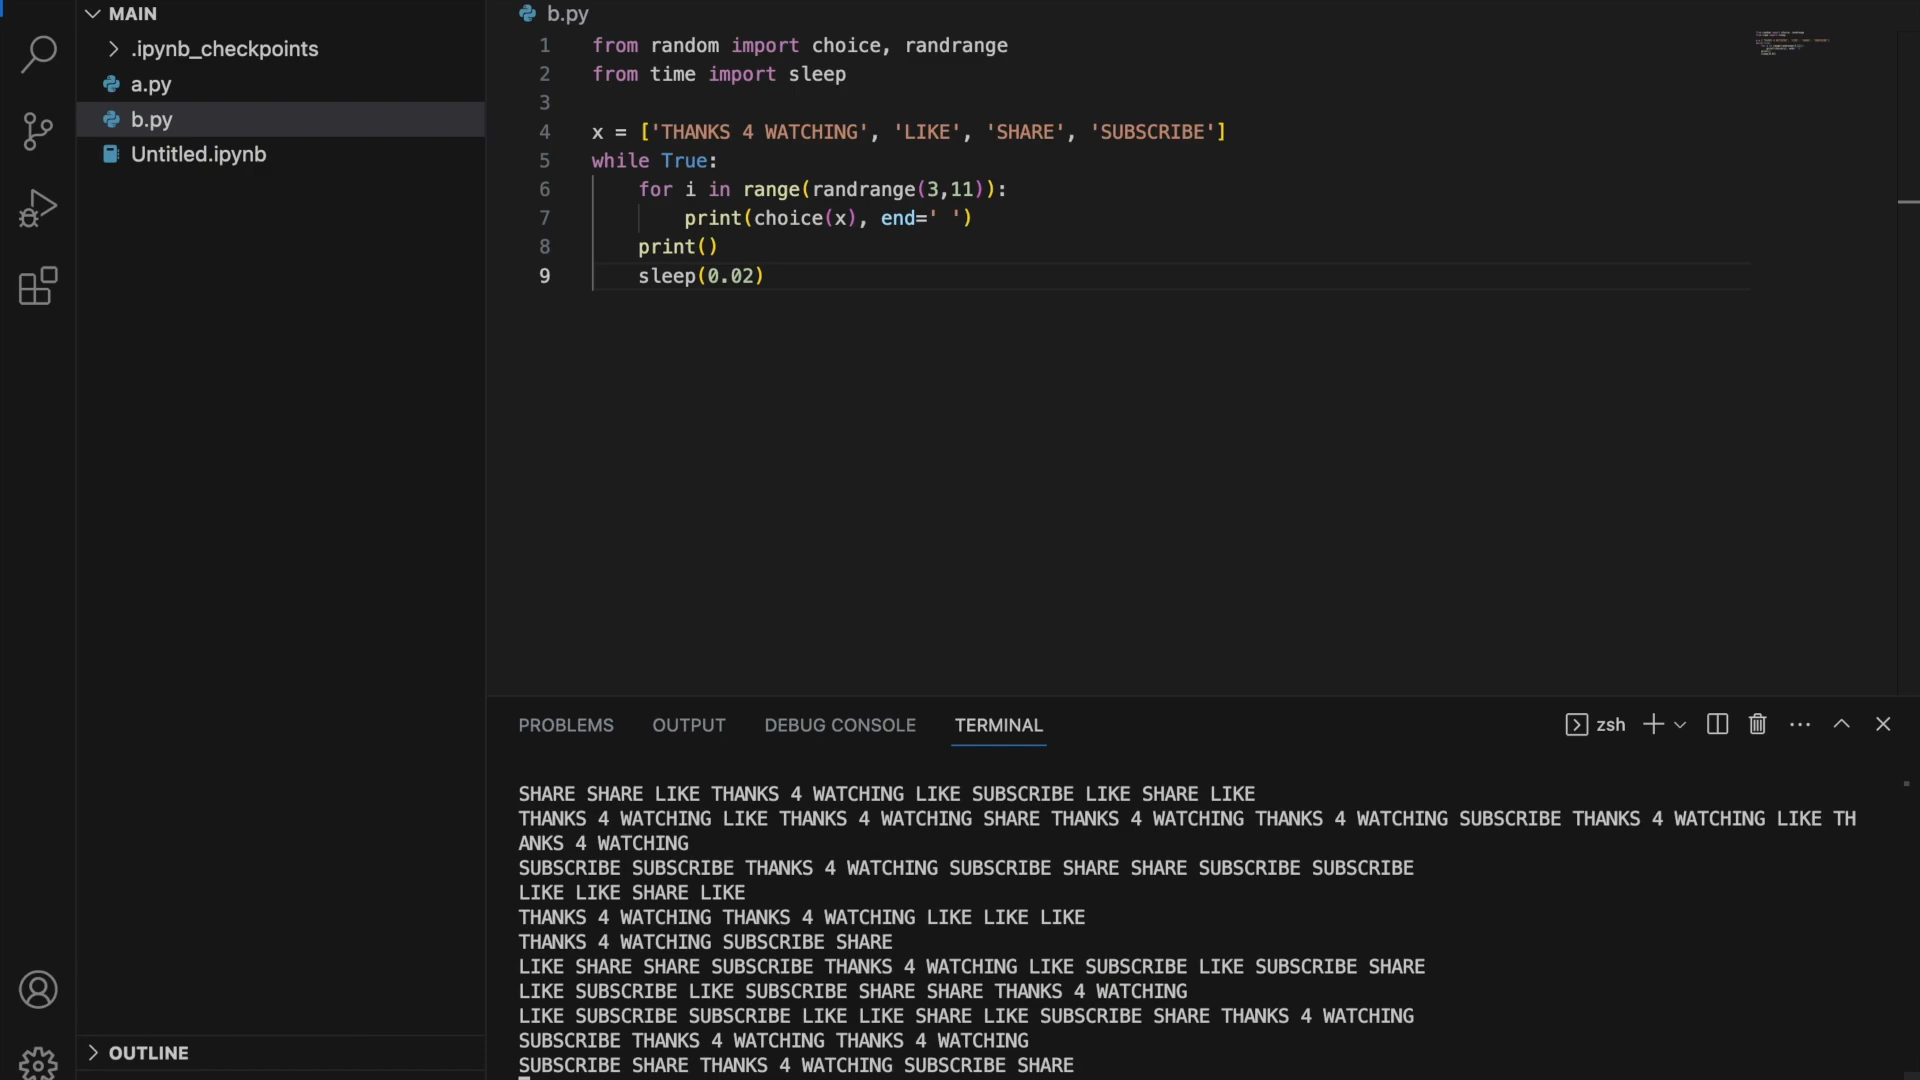 MAIN
.ipynb_checkpoints
a.py
b.py
Untitled.ipynb
OUTLINE
b.py
1 from random import choice, randrange
2 from time import sleep
3
4 x = ['THANKS 4 WATCHING', 'LIKE', 'SHARE', 'SUBSCRIBE']
5 while True:
6     for i in range(randrange(3,11)):
7         print(choice(x), end=' ')
8     print()
9     sleep(0.02)
PROBLEMS OUTPUT DEBUG CONSOLE TERMINAL zsh
SHARE SHARE LIKE THANKS 4 WATCHING LIKE SUBSCRIBE LIKE SHARE LIKE
THANKS 4 WATCHING LIKE THANKS 4 WATCHING SHARE THANKS 4 WATCHING THANKS 4 WATCHING SUBSCRIBE THANKS 4 WATCHING LIKE TH
ANKS 4 WATCHING
SUBSCRIBE SUBSCRIBE THANKS 4 WATCHING SUBSCRIBE SHARE SHARE SUBSCRIBE SUBSCRIBE
LIKE LIKE SHARE LIKE
THANKS 4 WATCHING THANKS 4 WATCHING LIKE LIKE LIKE
THANKS 4 WATCHING SUBSCRIBE SHARE
LIKE SHARE SHARE SUBSCRIBE THANKS 4 WATCHING LIKE SUBSCRIBE LIKE SUBSCRIBE SHARE
LIKE SUBSCRIBE LIKE SUBSCRIBE SHARE SHARE THANKS 4 WATCHING
LIKE SUBSCRIBE SUBSCRIBE LIKE LIKE SHARE LIKE SUBSCRIBE SHARE THANKS 4 WATCHING
SUBSCRIBE THANKS 4 WATCHING THANKS 4 WATCHING
SUBSCRIBE SHARE THANKS 4 WATCHING SUBSCRIBE SHARE